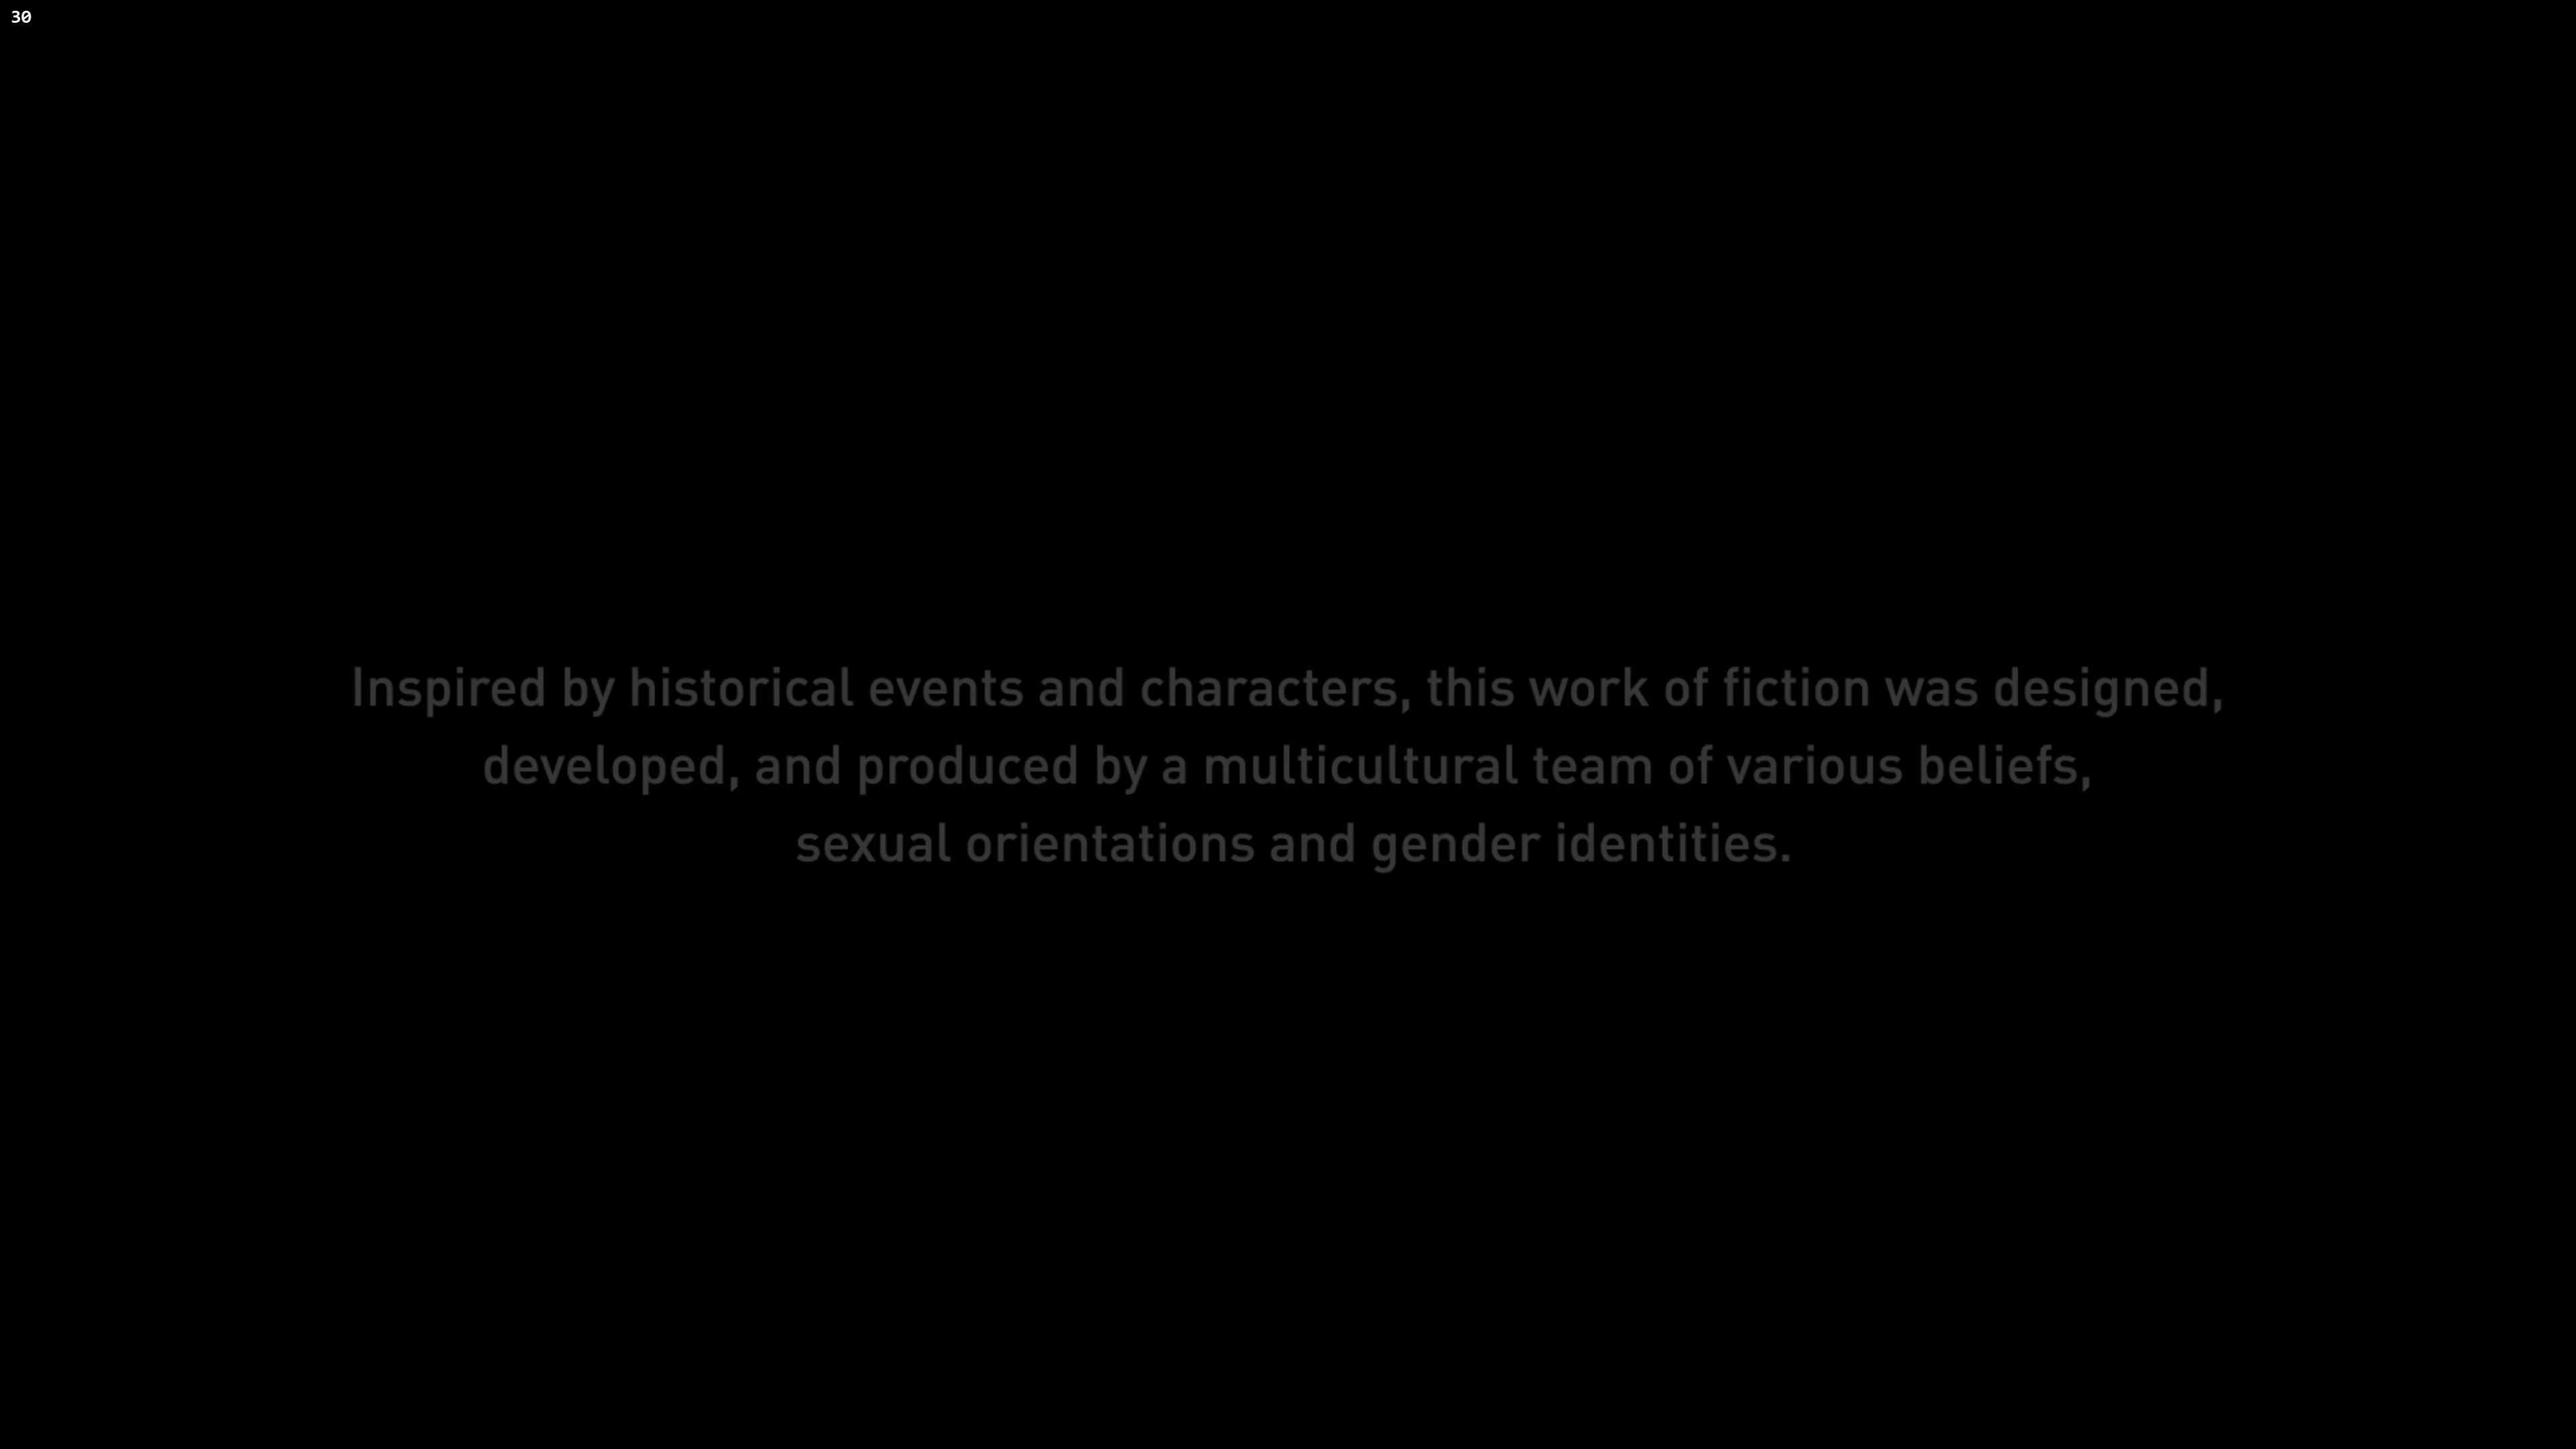 30
Inspired by historical events and characters, this work of fiction was designed,
developed, and produced by a multicultural team of various beliefs,
sexual orientations and gender identities.